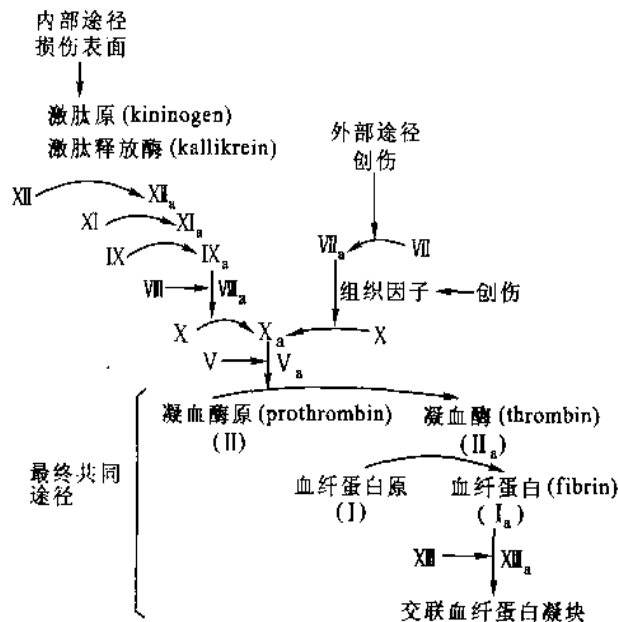 内部途径
损伤表面
激肽原(kininogen)
激肽释放酶(kallikrein)
外部途径
创伤
Ⅻ Ⅻa
Ⅺ Ⅺa
Ⅸ Ⅸa
Ⅶa Ⅶ
Ⅷ Ⅷa
组织因子 创伤
Ⅹ Ⅹa Ⅹ
Ⅴ Ⅴa
凝血酶原(prothrombin) 凝血酶(thrombin)
(Ⅱ) (Ⅱa)
最终共同
途径
血纤蛋白原 血纤蛋白(fibrin)
(Ⅰ) (Ⅰa)
XIII XIIIa
交联血纤蛋白凝块